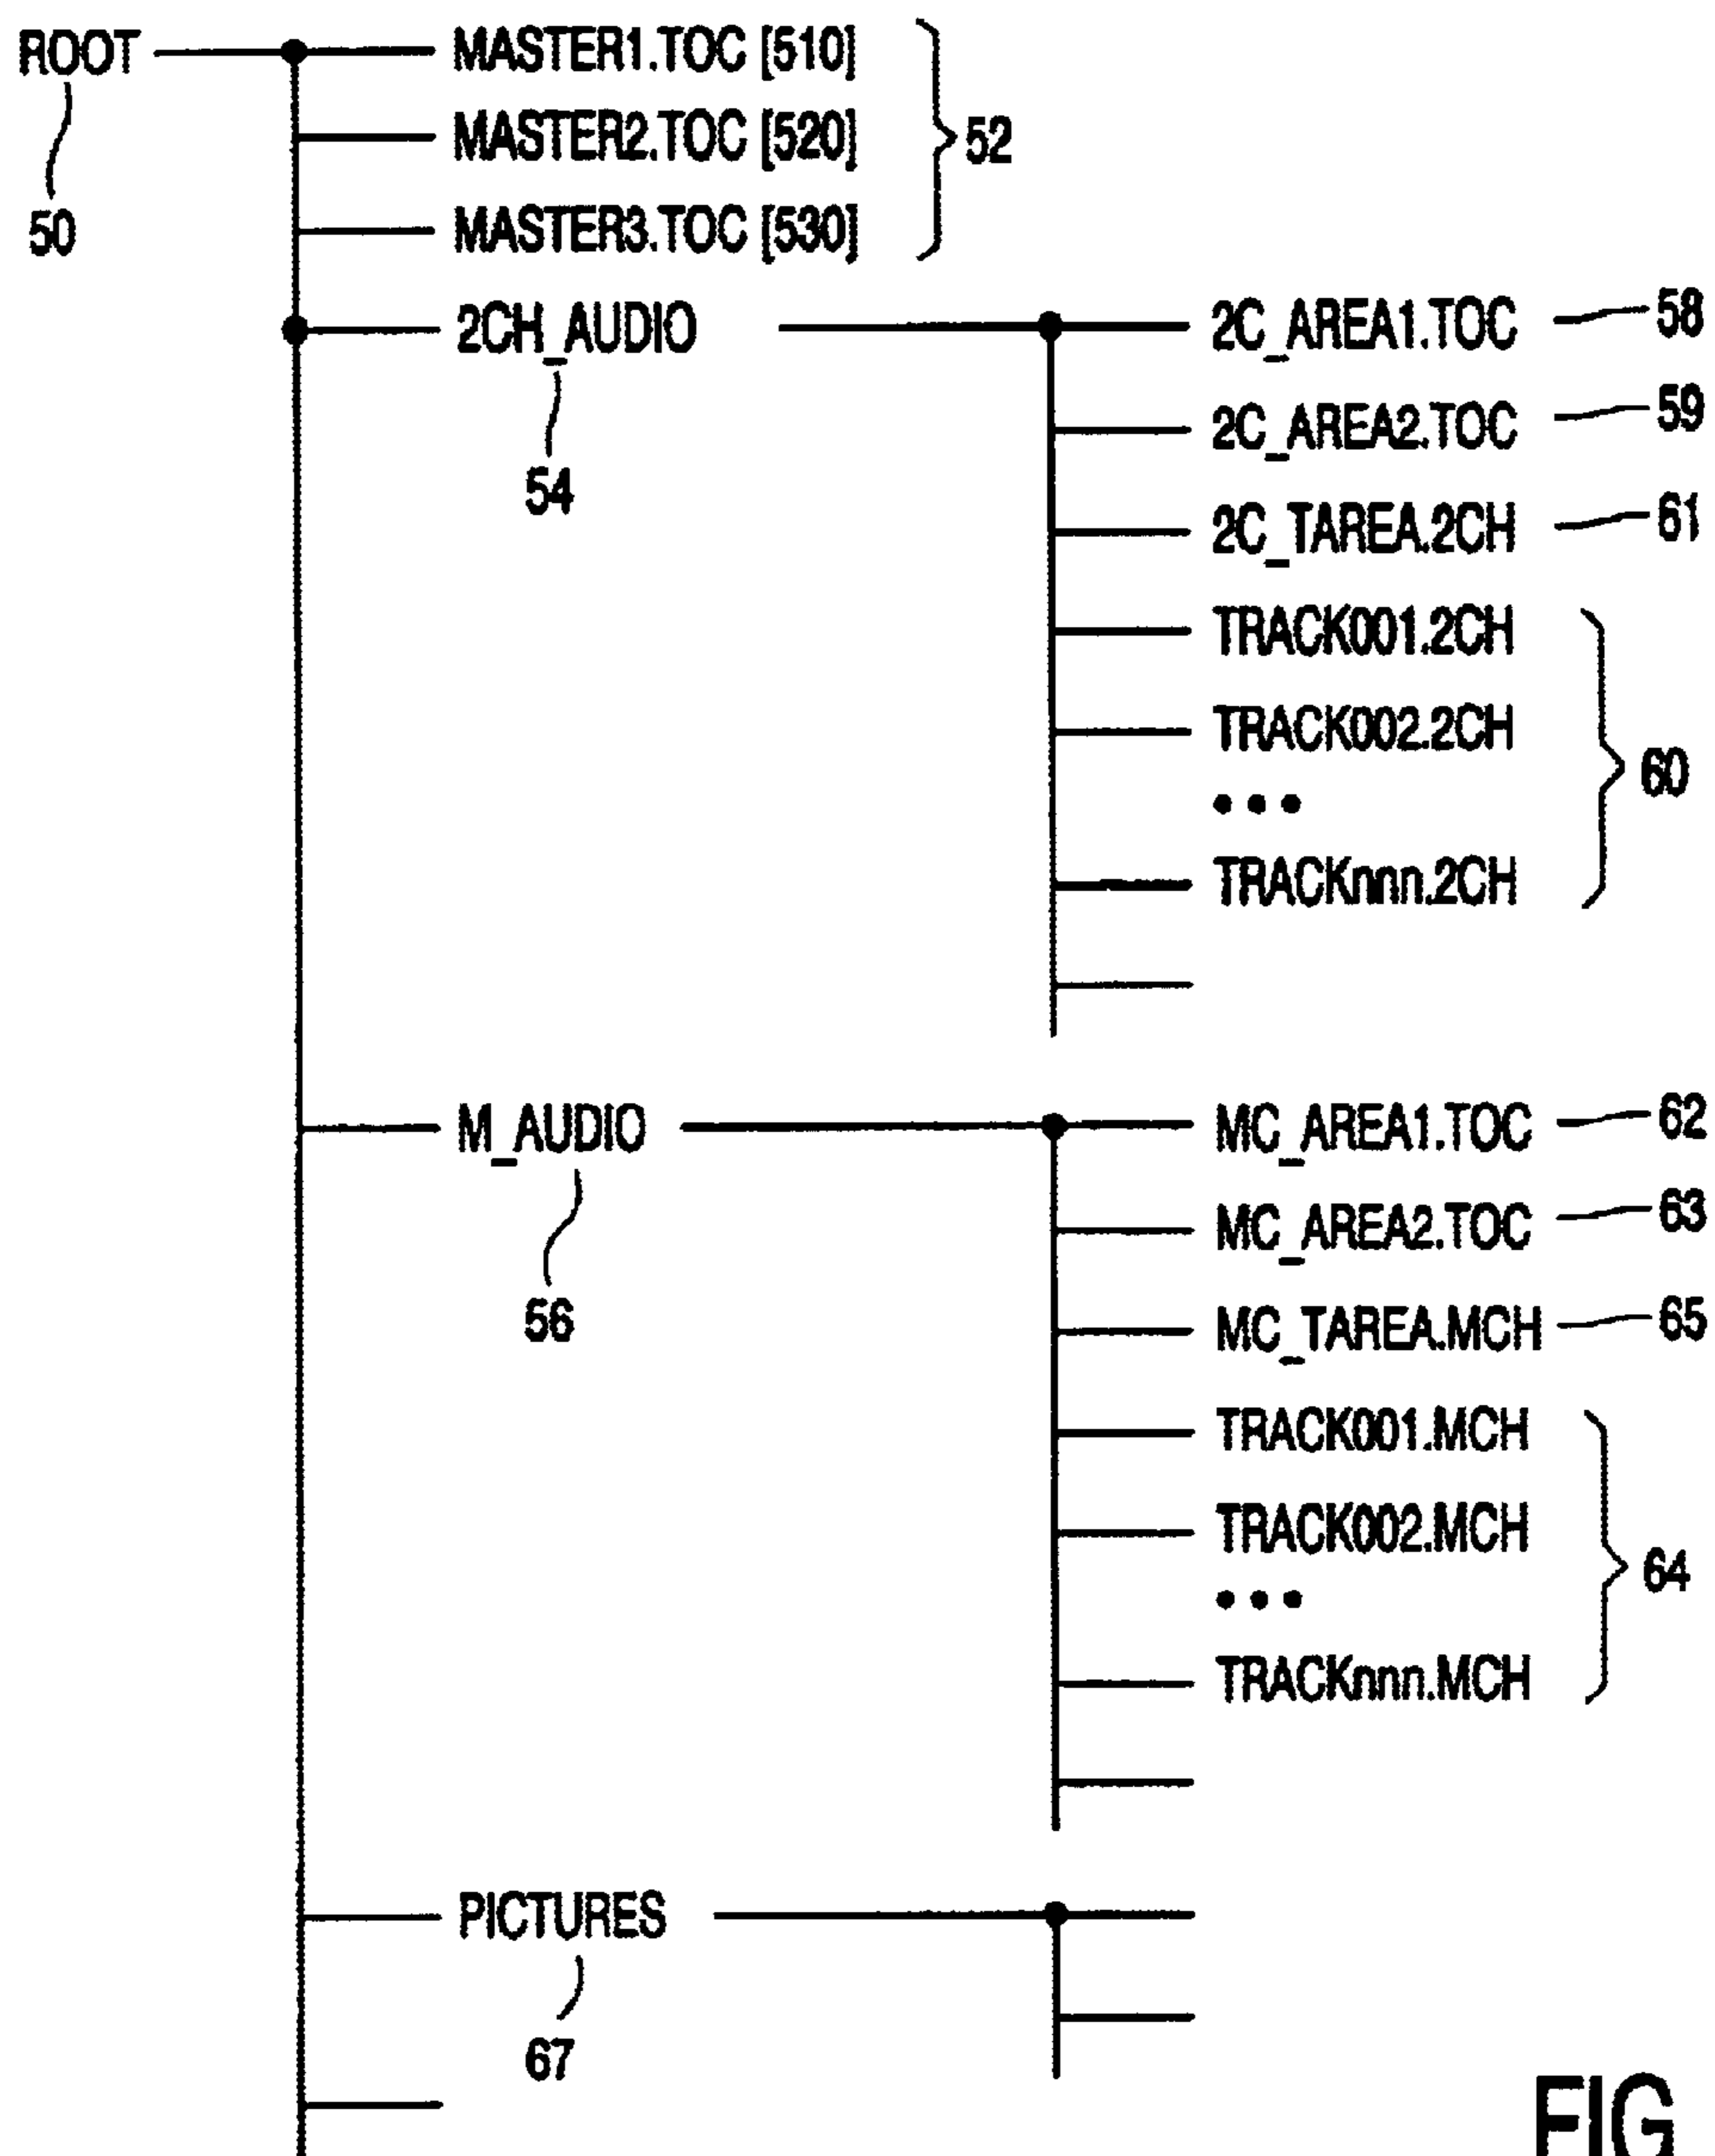 ROOT
50
MASTER1.TOC [510]
MASTER2.TOC [520]
MASTER3.TOC [530]
52
2CH_AUDIO
54
2C_AREA1.TOC 58
2C_AREA2.TOC 59
2C_TAREA.2CH 61
TRACK001.2CH
TRACK002.2CH
•••
TRACKnnn.2CH
60
M_AUDIO
56
MC_AREA1.TOC 62
MC_AREA2.TOC 63
MC_TAREA.MCH 65
TRACK001.MCH
TRACK002.MCH
•••
TRACKnnn.MCH
64
PICTURES
67
FIG